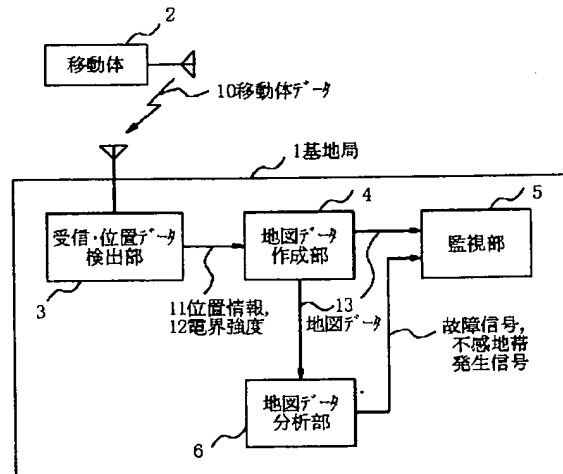 2
移動体
10移動体データ
1基地局
受信・位置データ
検出部
3
4
地図データ
作成部
5
監視部
11位置情報,
12電界強度
13
地図データ
故障信号,
不感地帯
発生信号
地図データ
分析部
6